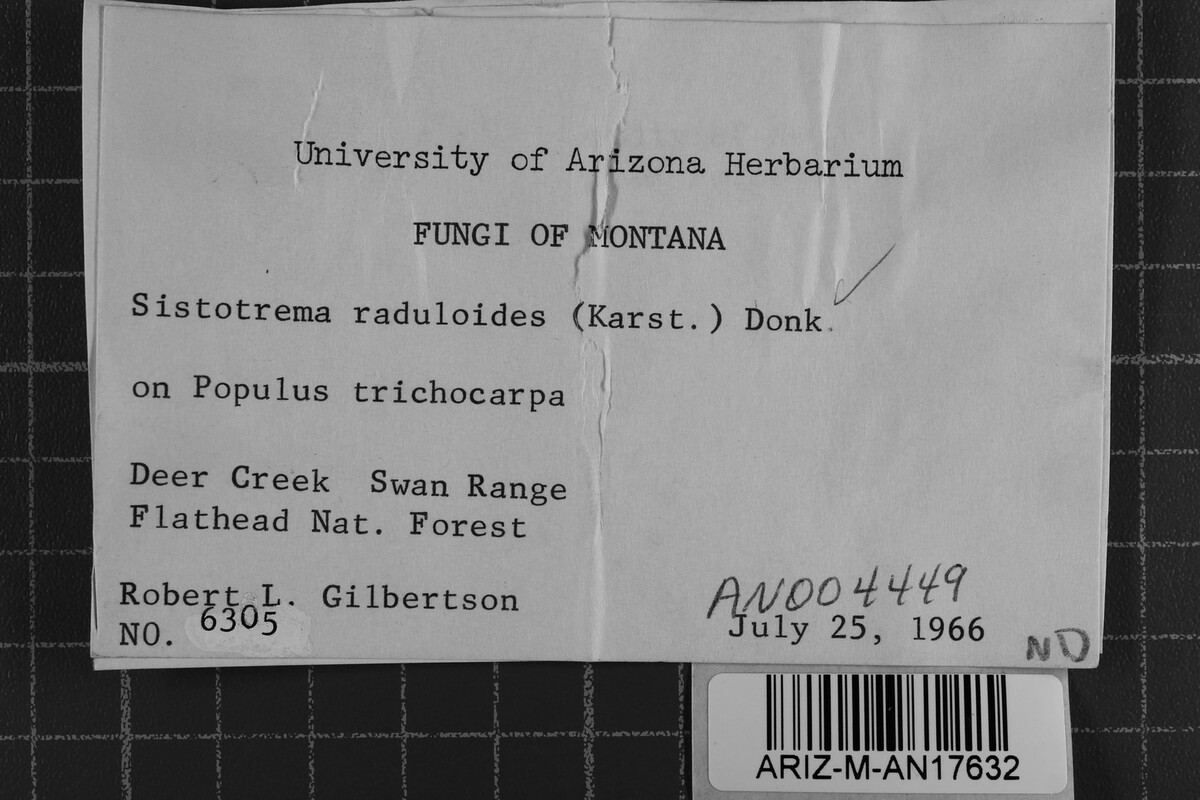 University of Arizona Herbarium
FUNGI OF MONTANA
Sistotrema raduloides (Karst.) Donk.
on Populus trichocarpa
Deer Creek Swan Range
Flathead Nat. Forest
Robert L. Gilbertson
NO. 6305
AN004449
July 25, 1966
ND
ARIZ-M-AN17632